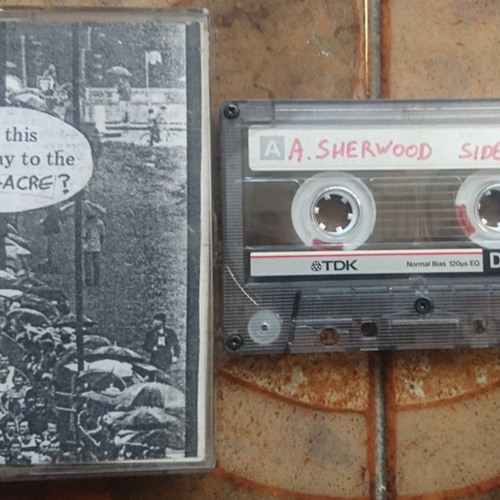 this
ay to the
ACRE?
A A. SHERWOOD SIDE
TDK Normal Bias 120µs EQ D